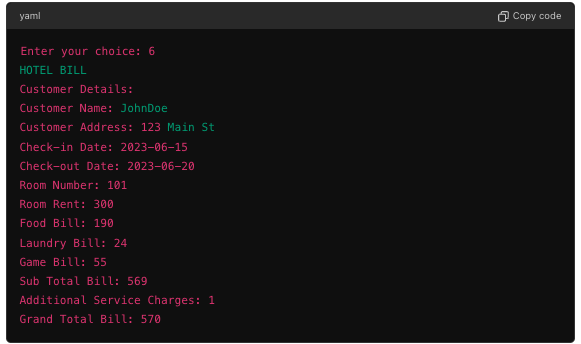 yaml
Copy code
Enter your choice: 6
HOTEL BILL
Customer Details:
Customer Name: JohnDoe
Customer Address: 123 Main St
Check-in Date: 2023-06-15
Check-out Date: 2023-06-20
Room Number: 101
Room Rent: 300
Food Bill: 190
Laundry Bill: 24
Game Bill: 55
Sub Total Bill: 569
Additional Service Charges: 1
Grand Total Bill: 570